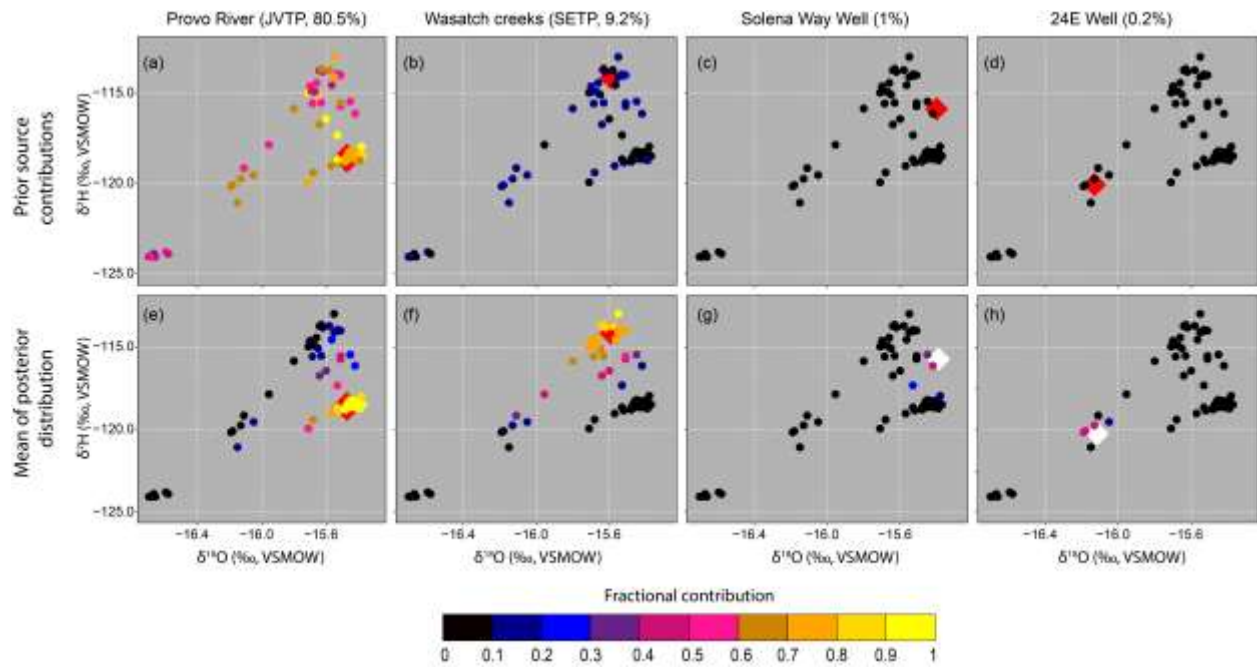 Provo River (JVTP, 80.5%) Wasatch creeks (SETP, 9.2%) Solena Way Well (1%) 24E Well (0.2%)
Prior source
contributions
δ²H (‰, VSMOW)
(a) (b) (c) (d)
−115.0
−120.0
−125.0
Mean of posterior
distribution
δ²H (‰, VSMOW)
(e) (f) (g) (h)
−115.0
−120.0
−125.0
−16.4 −16.0 −15.6 −16.4 −16.0 −15.6 −16.4 −16.0 −15.6 −16.4 −16.0 −15.6
δ¹⁸O (‰, VSMOW) δ¹⁸O (‰, VSMOW) δ¹⁸O (‰, VSMOW) δ¹⁸O (‰, VSMOW)
Fractional contribution
0 0.1 0.2 0.3 0.4 0.5 0.6 0.7 0.8 0.9 1